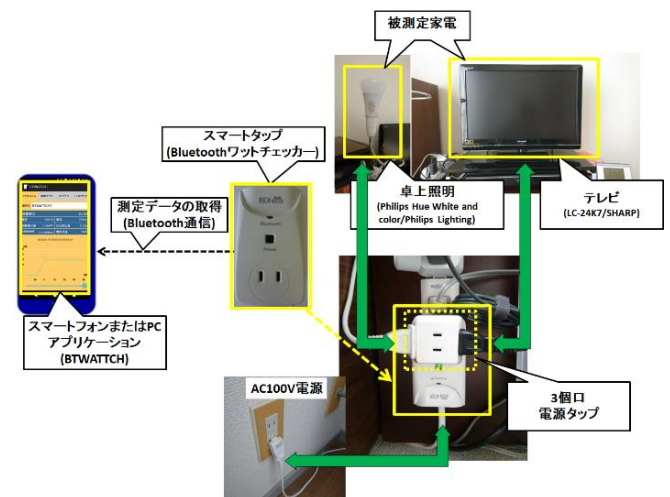 被測定家電
スマートタップ
(Bluetoothワットチェッカー)
卓上照明
(Philips Hue White and
color/Philips Lighting)
テレビ
(LC-24K7/SHARP)
測定データの取得
(Bluetooth通信)
Bluetooth
Power
BTWATTCH
スマートフォンまたはPC
アプリケーション
(BTWATTCH)
AC100V電源
3個口
電源タップ